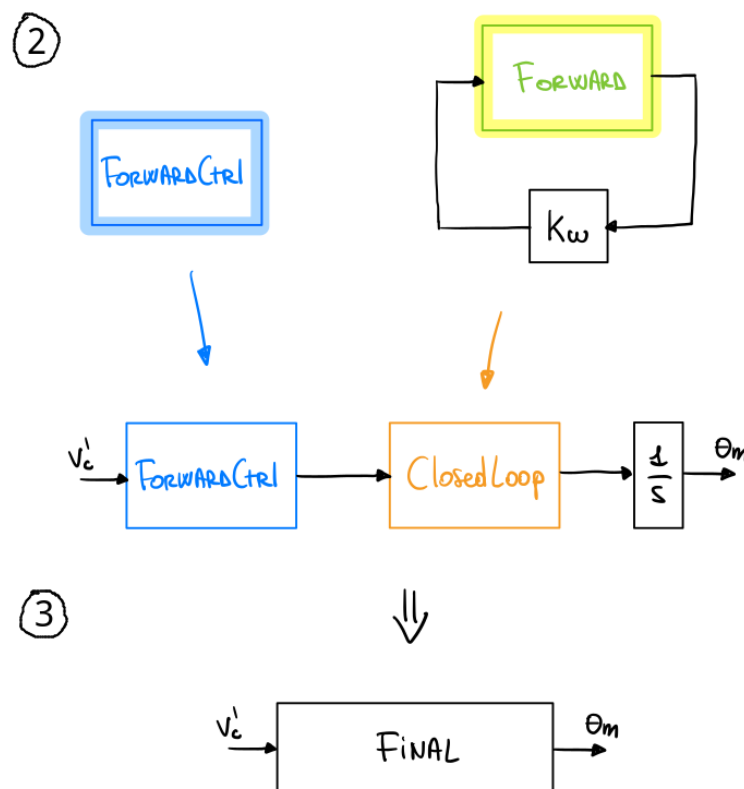 2
FORWARD
FORWARDCtrl
Kω
V'c
FORWARDCtrl
ClosedLoop
1
s
θm
3
V'c
FINAL
θm